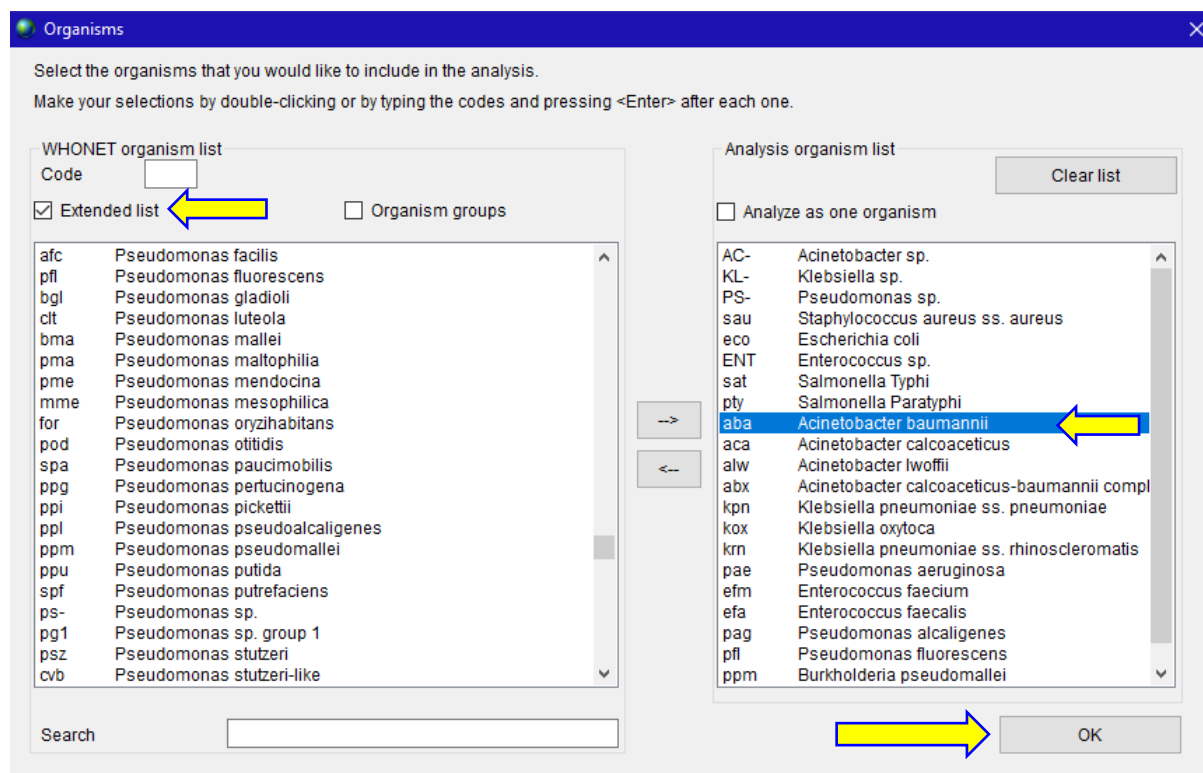 Organisms
Select the organisms that you would like to include in the analysis.
Make your selections by double-clicking or by typing the codes and pressing <Enter> after each one.
WHONET organism list
Code
Extended list
Organism groups
afc Pseudomonas facilis
pfl Pseudomonas fluorescens
bgl Pseudomonas gladioli
clt Pseudomonas luteola
bma Pseudomonas mallei
pma Pseudomonas maltophilia
pme Pseudomonas mendocina
mme Pseudomonas mesophilica
for Pseudomonas oryzihabitans
pod Pseudomonas otitidis
spa Pseudomonas paucimobilis
ppg Pseudomonas pertucinogena
ppi Pseudomonas pickettii
ppl Pseudomonas pseudoalcaligenes
ppm Pseudomonas pseudomallei
ppu Pseudomonas putida
spf Pseudomonas putrefaciens
ps- Pseudomonas sp.
pg1 Pseudomonas sp. group 1
psz Pseudomonas stutzeri
cvb Pseudomonas stutzeri-like
Search
-->
<--
Analysis organism list
Clear list
Analyze as one organism
AC- Acinetobacter sp.
KL- Klebsiella sp.
PS- Pseudomonas sp.
sau Staphylococcus aureus ss. aureus
eco Escherichia coli
ENT Enterococcus sp.
sat Salmonella Typhi
pty Salmonella Paratyphi
aba Acinetobacter baumannii
aca Acinetobacter calcoaceticus
alw Acinetobacter lwoffii
abx Acinetobacter calcoaceticus-baumannii compl
kpn Klebsiella pneumoniae ss. pneumoniae
kox Klebsiella oxytoca
krn Klebsiella pneumoniae ss. rhinoscleromatis
pae Pseudomonas aeruginosa
efm Enterococcus faecium
efa Enterococcus faecalis
pag Pseudomonas alcaligenes
pfl Pseudomonas fluorescens
ppm Burkholderia pseudomallei
OK